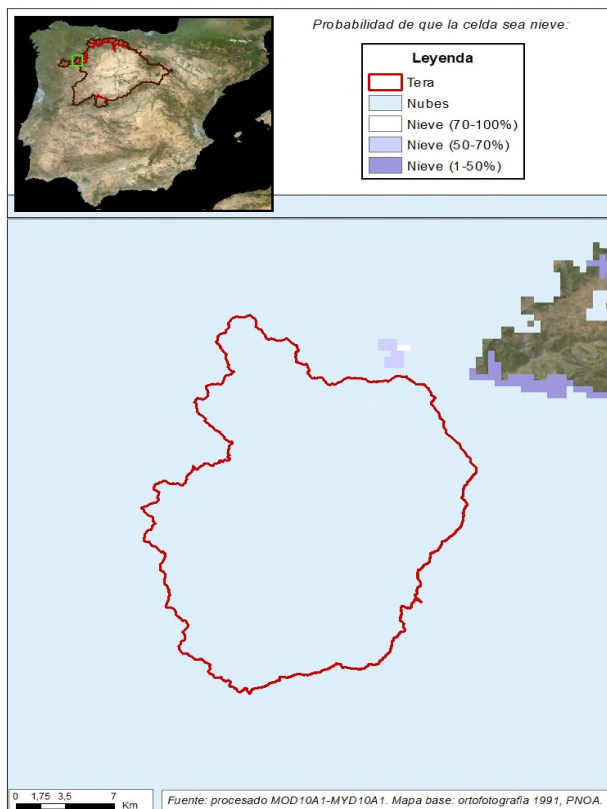 Probabilidad de que la celda sea nieve:
Leyenda
Tera
Nubes
Nieve (70-100%)
Nieve (50-70%)
Nieve (1-50%)
0 1,75 3,5 7
Km
Fuente: procesado MOD10A1-MYD10A1. Mapa base: ortofotografia 1991, PNOA